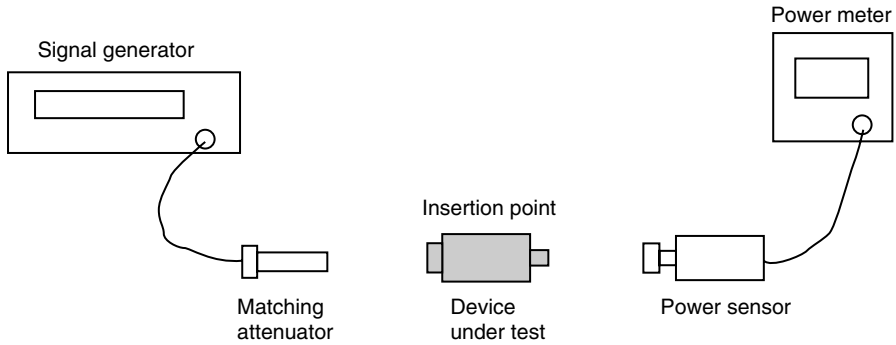 Power meter
Signal generator
Insertion point
Matching
attenuator
Device
under test
Power sensor